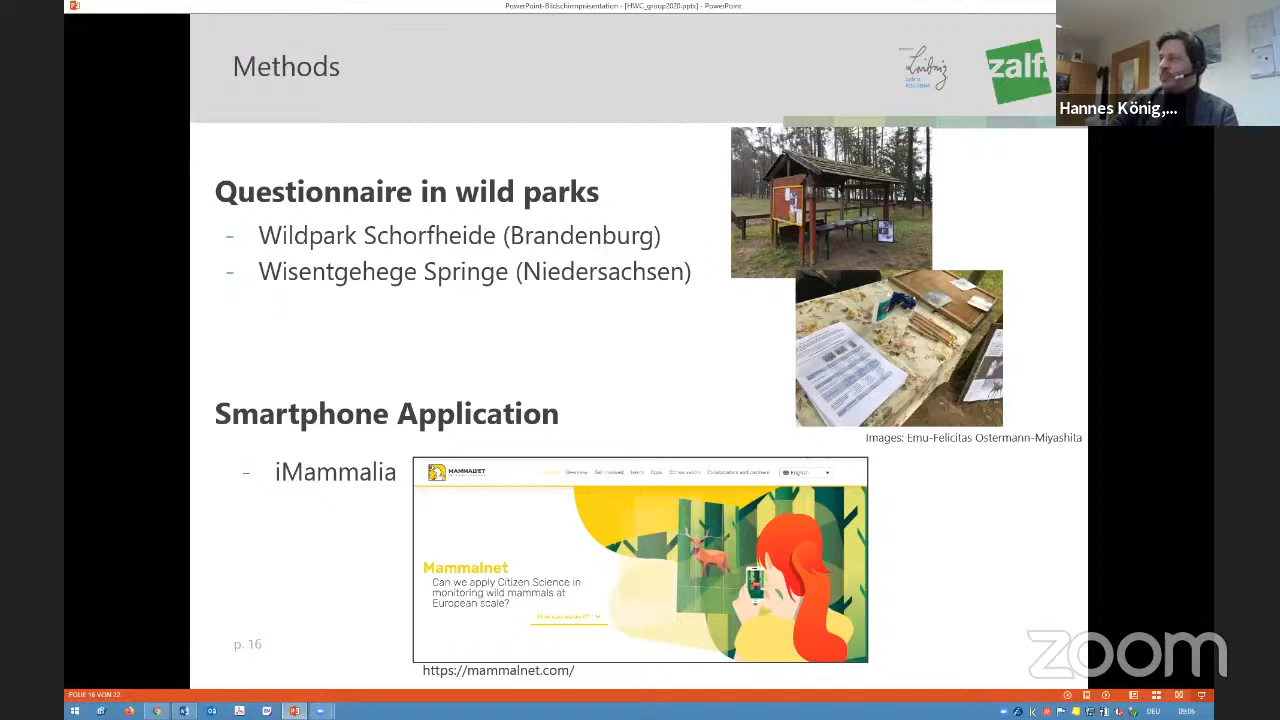 PowerPoint-Bildschirmpräsentation - [HWC_group2020.pptx] - PowerPoint
Methods
Leibniz
zalf.
Hannes König,...
Questionnaire in wild parks
- Wildpark Schorfheide (Brandenburg)
- Wisentgehege Springe (Niedersachsen)
Images: Emu-Felicitas Ostermann-Miyashita
Smartphone Application
- iMammalia
MAMMALNET
Overview Get involved Learn Apps Conservation Collaborators and partners English
Mammalnet
Can we apply Citizen Science in
monitoring wild mammals at
European scale?
https://mammalnet.com/
p. 16
zoom
FOLIE 16 VON 22
DEU 09:06